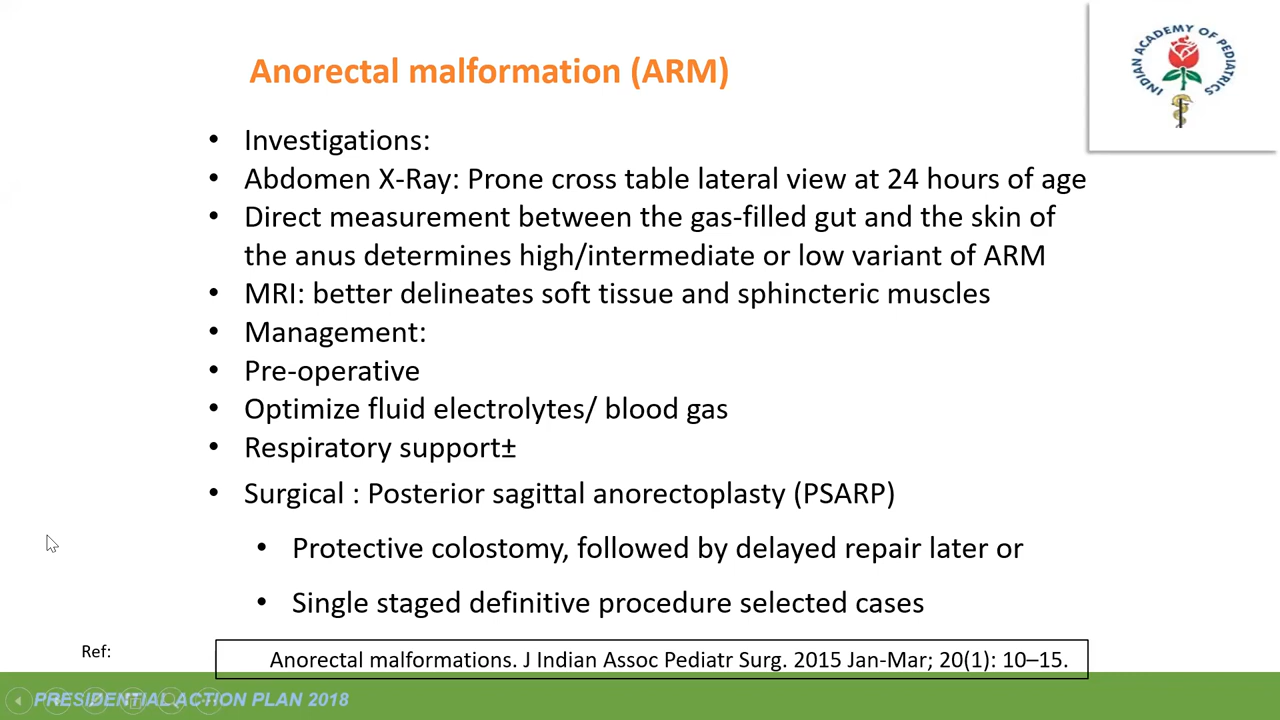 INDIAN ACADEMY OF PEDIATRICS
Anorectal malformation (ARM)
• Investigations:
• Abdomen X-Ray: Prone cross table lateral view at 24 hours of age
• Direct measurement between the gas-filled gut and the skin of
the anus determines high/intermediate or low variant of ARM
• MRI: better delineates soft tissue and sphincteric muscles
• Management:
• Pre-operative
• Optimize fluid electrolytes/ blood gas
• Respiratory support±
• Surgical : Posterior sagittal anorectoplasty (PSARP)
• Protective colostomy, followed by delayed repair later or
• Single staged definitive procedure selected cases
Ref:
Anorectal malformations. J Indian Assoc Pediatr Surg. 2015 Jan-Mar; 20(1): 10–15.
PRESIDENTIAL ACTION PLAN 2018